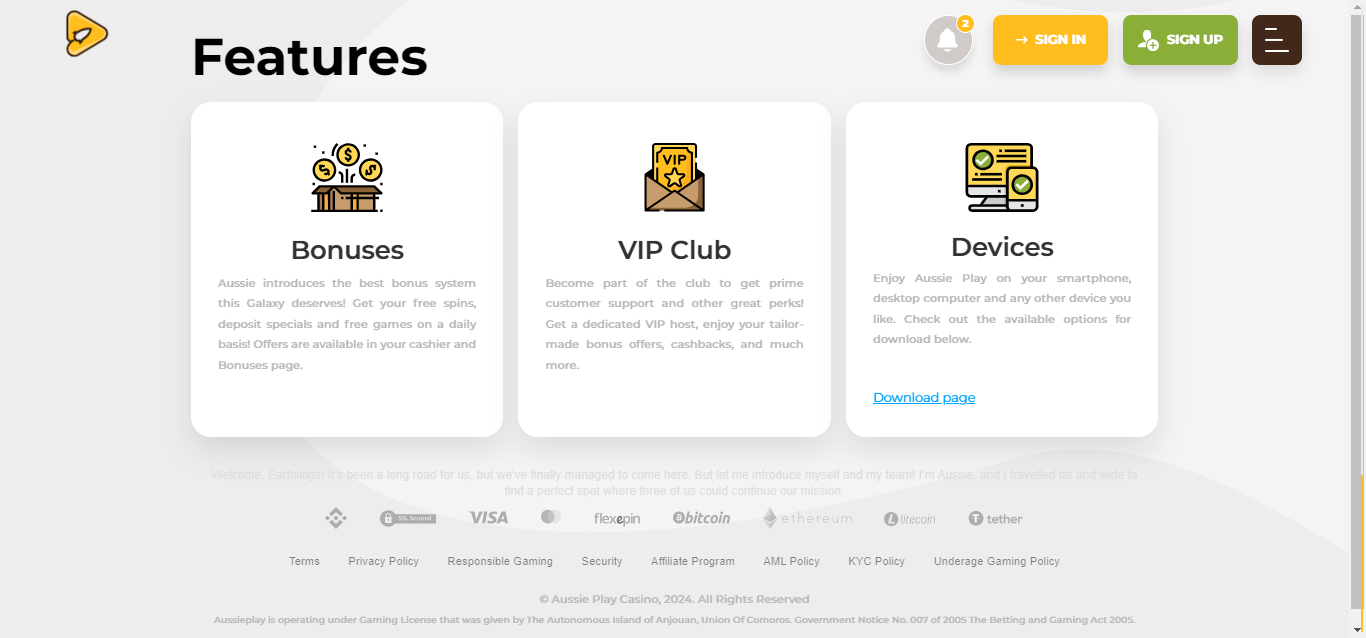 2
SIGN IN
SIGN UP
Features
VIP
Bonuses
Aussie introduces the best bonus system
this Galaxy deserves! Get your free spins,
deposit specials and free games on a daily
basis! Offers are available in your cashier and
Bonuses page.
VIP Club
Become part of the club to get prime
customer support and other great perks!
Get a dedicated VIP host, enjoy your tailor-
made bonus offers, cashbacks, and much
more.
Devices
Enjoy Aussie Play on your smartphone,
desktop computer and any other device you
like. Check out the available options for
download below.
Download page
Welcome, Earthlings! It's been a long road for us, but we've finally managed to come here. But let me introduce myself and my team! I'm Aussie, and I travelled far and wide to
find a perfect spot where three of us could continue our mission.
SSL Secured VISA flexepin bitcoin ethereum litecoin tether
Terms Privacy Policy Responsible Gaming Security Affiliate Program AML Policy KYC Policy Underage Gaming Policy
© Aussie Play Casino, 2024. All Rights Reserved
Aussieplay is operating under Gaming License that was given by The Autonomous Island of Anjouan, Union Of Comoros. Government Notice No. 007 of 2005 The Betting and Gaming Act 2005.